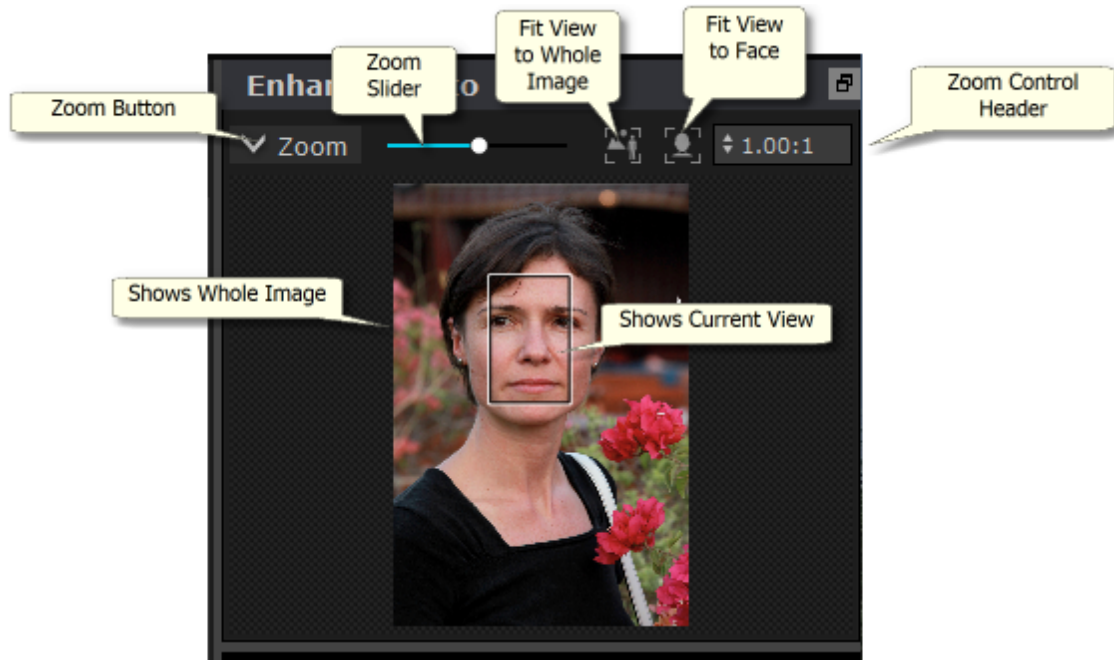 Fit View
to Whole
Image
Fit View
to Face
Zoom
Slider
Zoom Control
Header
Zoom Button
Zoom
1.00:1
Shows Whole Image
Shows Current View